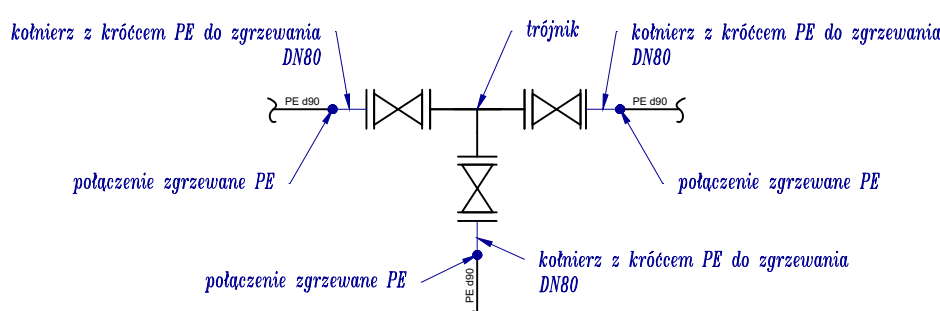 kołnierz z króćcem PE do zgrzewania
DN80
trójnik
kołnierz z króćcem PE do zgrzewania
DN80
PE d90
PE d90
połączenie zgrzewane PE
połączenie zgrzewane PE
kołnierz z króćcem PE do zgrzewania
DN80
połączenie zgrzewane PE
PE d90